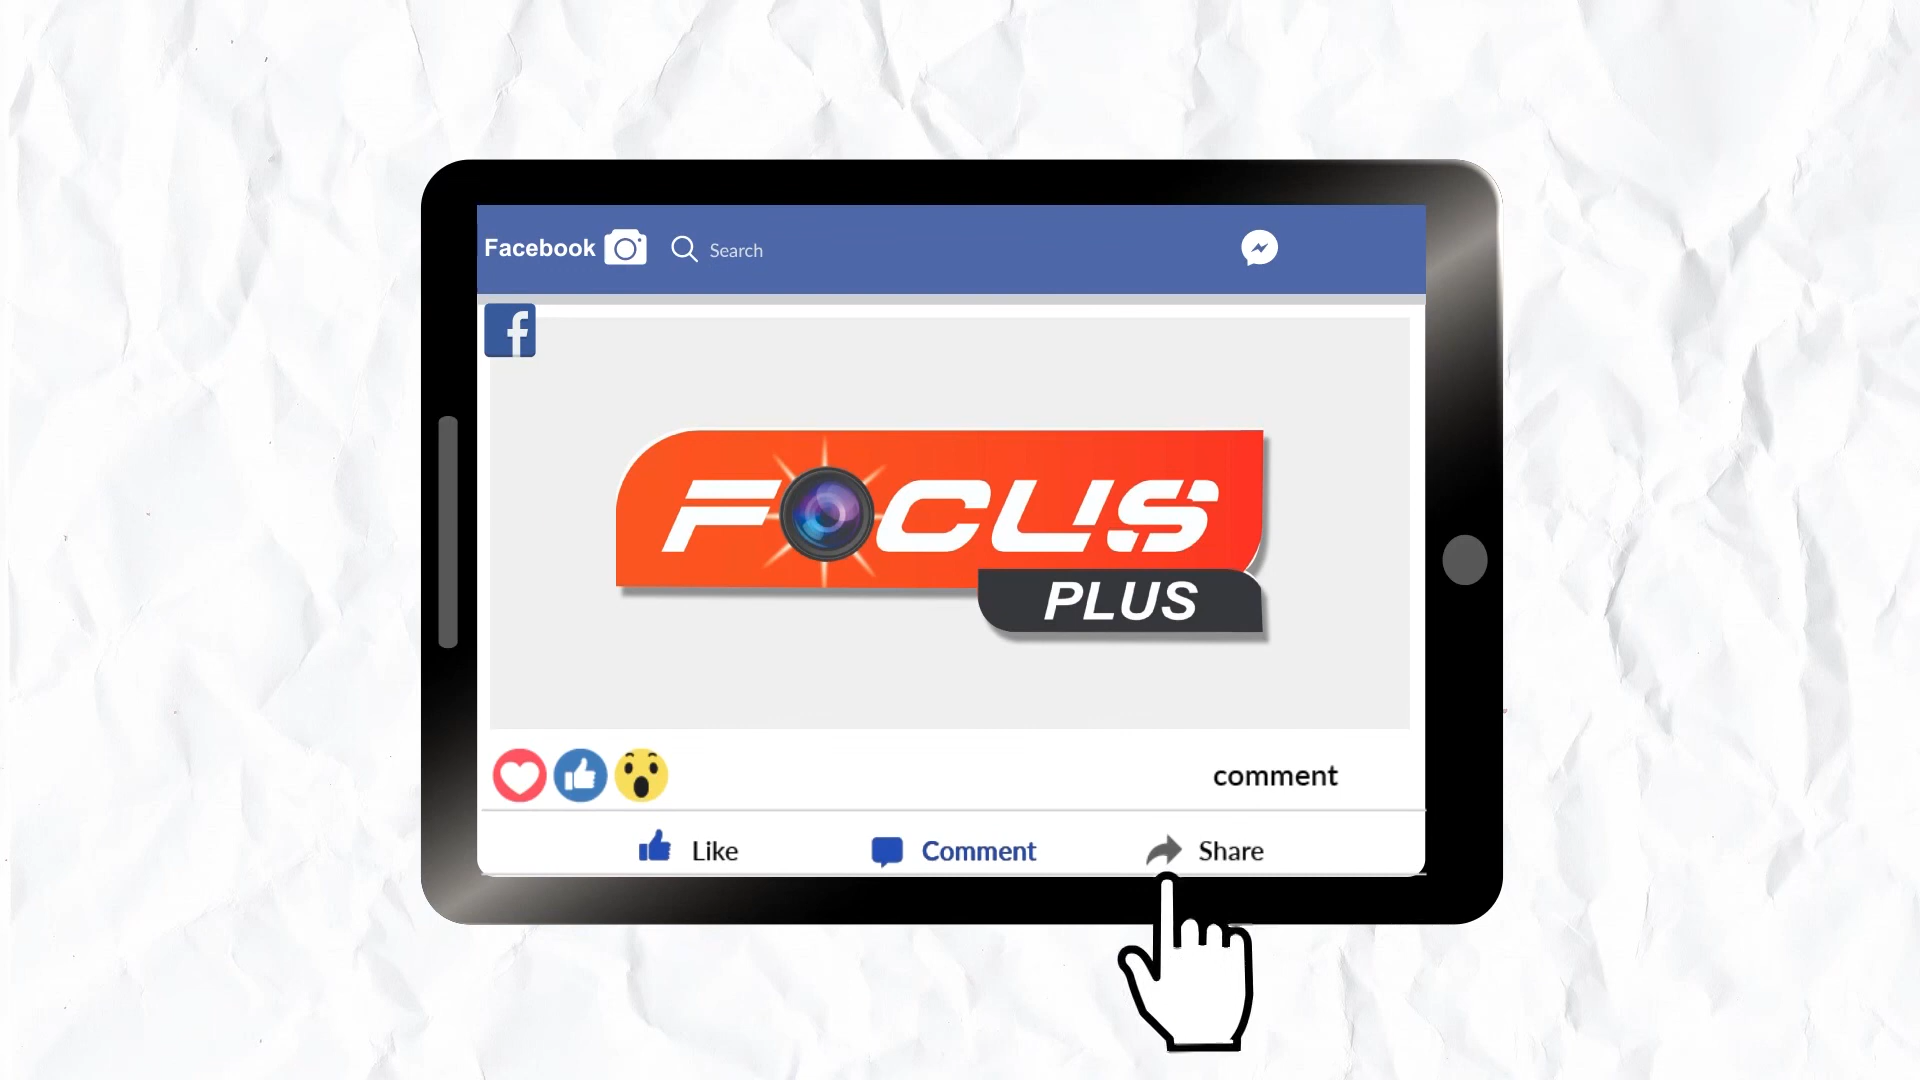 Facebook Search
FOCUS
PLUS
comment
Like Comment Share